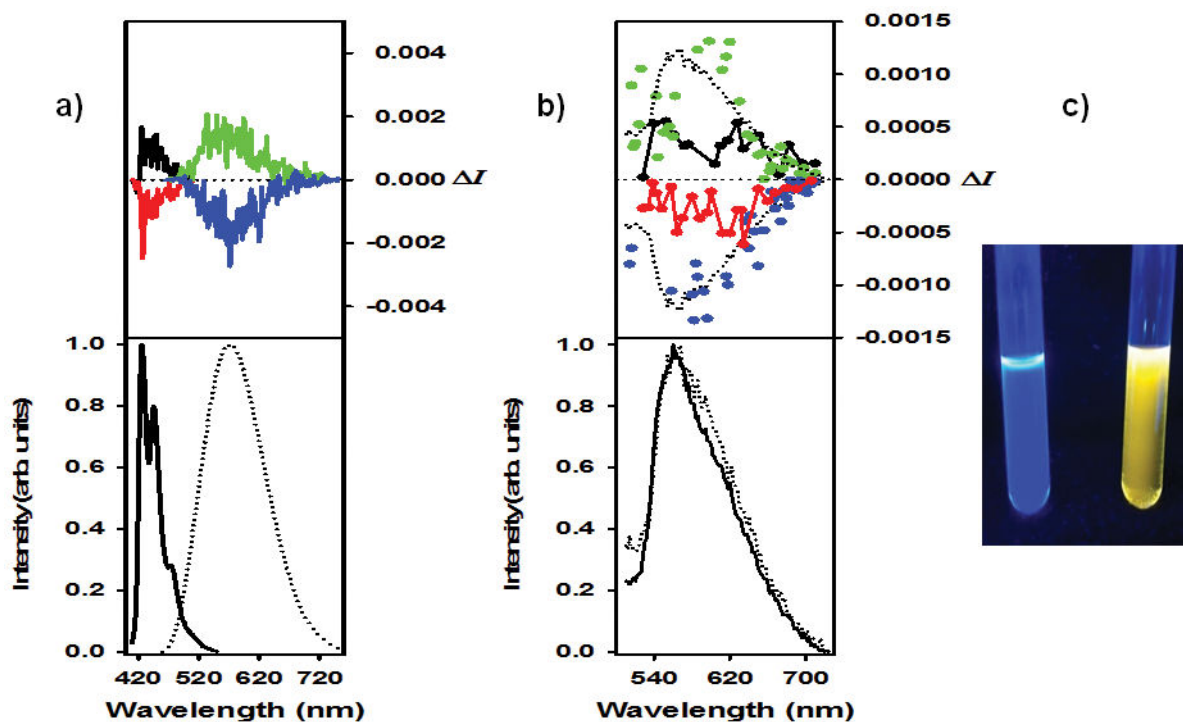 a)
0.004
0.002
0.000 ΔI
-0.002
-0.004
1.0
0.8
0.6
0.4
0.2
0.0
Intensity (arb. units)
420 520 620 720
Wavelength (nm)
b)
0.0015
0.0010
0.0005
0.0000 ΔI
-0.0005
-0.0010
-0.0015
1.0
0.8
0.6
0.4
0.2
0.0
Intensity (arb. units)
540 620 700
Wavelength (nm)
c)